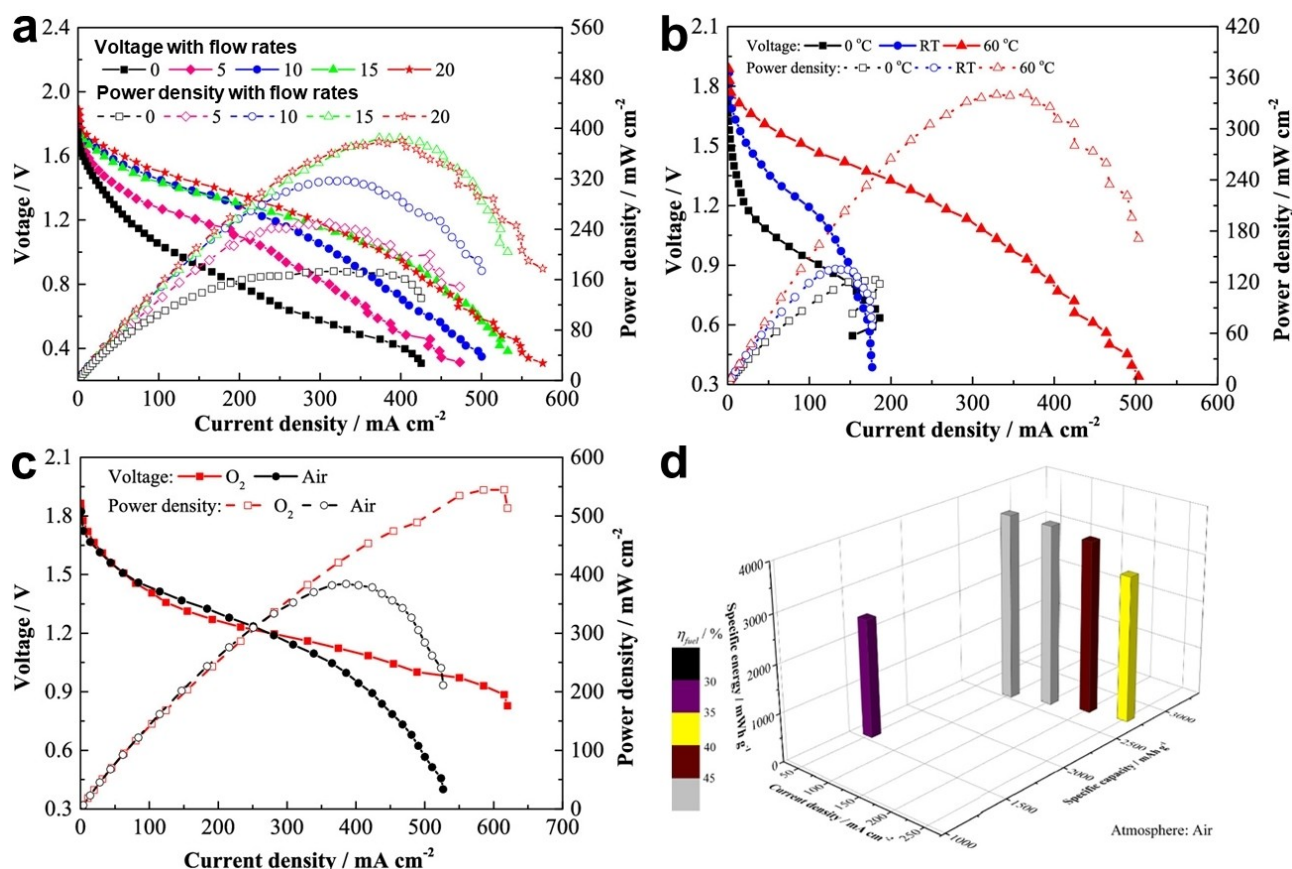 a
Voltage with flow rates
0 5 10 15 20
Power density with flow rates
0 5 10 15 20
2.4
2.0
1.6
1.2
0.8
0.4
Votage / V
560
480
400
320
240
160
80
0
Power density / mW cm-2
0 100 200 300 400 500 600
Current density / mA cm-2
b
Voltage: 0 °C RT 60 °C
Power density: 0 °C RT 60 °C
2.1
1.8
1.5
1.2
0.9
0.6
0.3
Voltage / V
420
360
300
240
180
120
60
0
Power density / mW cm-2
0 100 200 300 400 500 600
Current density / mA cm-2
c
Voltage: O2 Air
Power density: O2 Air
2.1
1.8
1.5
1.2
0.9
0.6
0.3
Voltage / V
600
500
400
300
200
100
0
Power density / mW cm-2
0 100 200 300 400 500 600 700
Current density / mA cm-2
d
ηfuel / %
30
35
40
45
4000
3000
2000
1000
0
Specific energy / mWh g-1
50
100
150
200
250
Current density / mA cm-2
1000
1500
2000
2500
3000
Specific capacity / mAh g-1
Atmosphere: Air